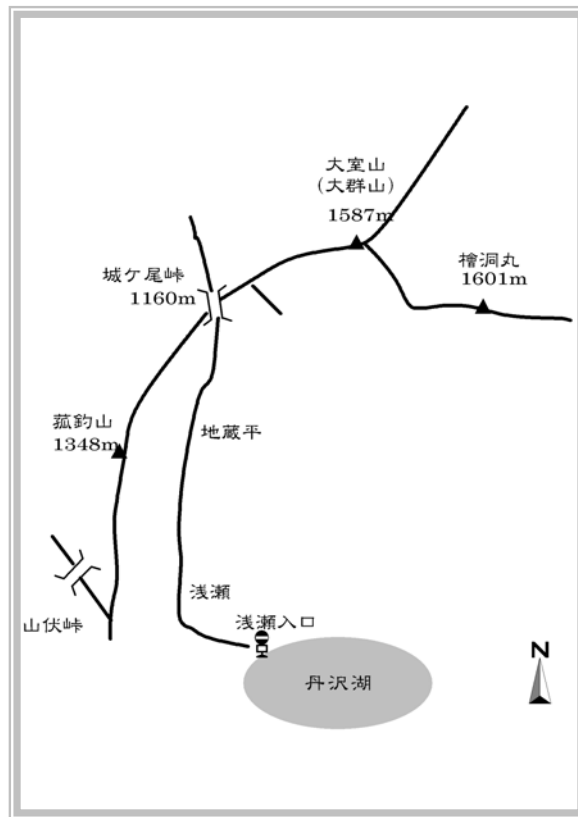 大室山
(大群山)
1587m
檜洞丸
1601m
城ケ尾峠
1160m
菰釣山
1348m
地蔵平
浅瀬
山伏峠
浅瀬入口
丹沢湖
N